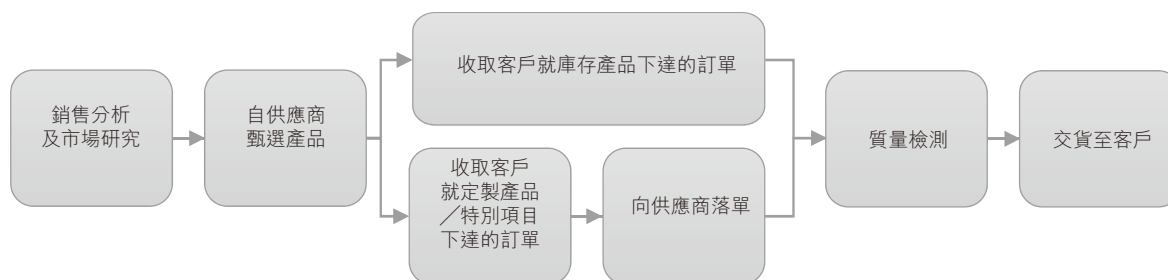 銷售分析
及市場研究
自供應商
甄選產品
收取客戶就庫存產品下達的訂單
收取客戶
就定製產品
／特別項目
下達的訂單
向供應商落單
質量檢測
交貨至客戶